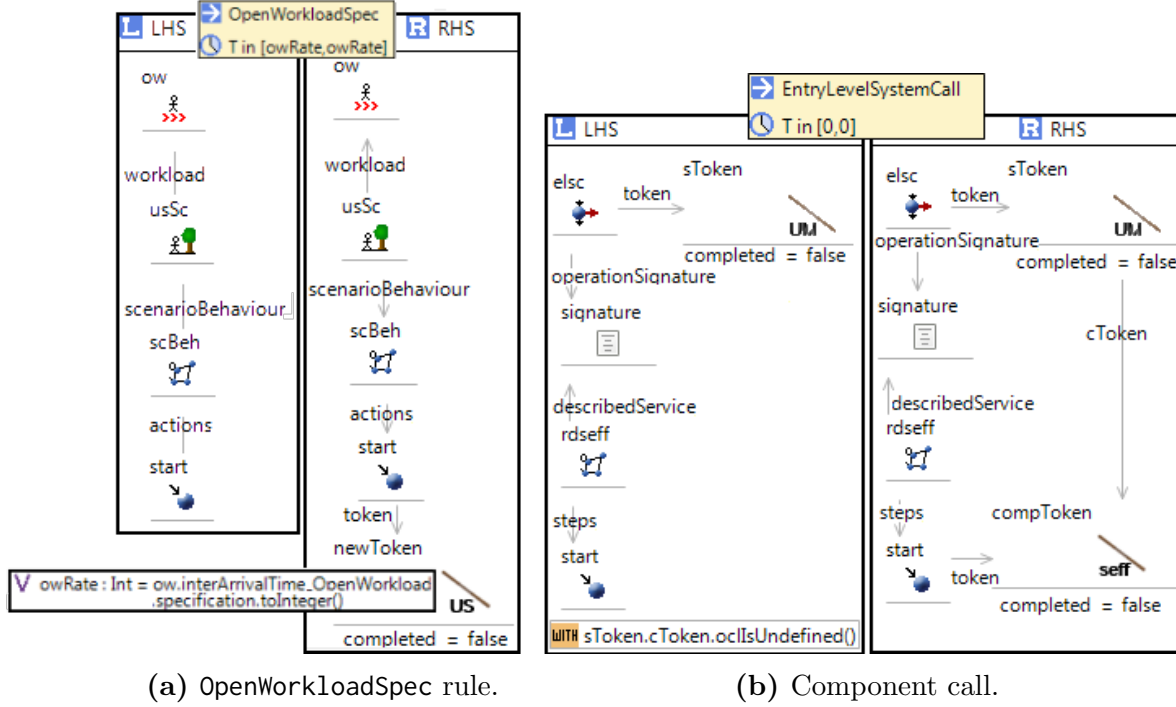 OpenWorkloadSpec
T in [owRate,owRate]
L LHS
R RHS
ow
workload
usSc
scenarioBehaviour
scBeh
actions
start
ow
workload
usSc
scenarioBehaviour
scBeh
actions
start
token
newToken
US
completed = false
V owRate : Int = ow.interArrivalTime_OpenWorkload
.specification.toInteger()
(a) OpenWorkloadSpec rule.
EntryLevelSystemCall
T in [0,0]
L LHS
R RHS
elsc
token
sToken
UM
completed = false
operationSignature
signature
describedService
rdseff
steps
start
WITH sToken.cToken.oclIsUndefined()
elsc
token
sToken
UM
operationSignature
completed = false
signature
cToken
describedService
rdseff
steps
compToken
start
token
seff
completed = false
(b) Component call.